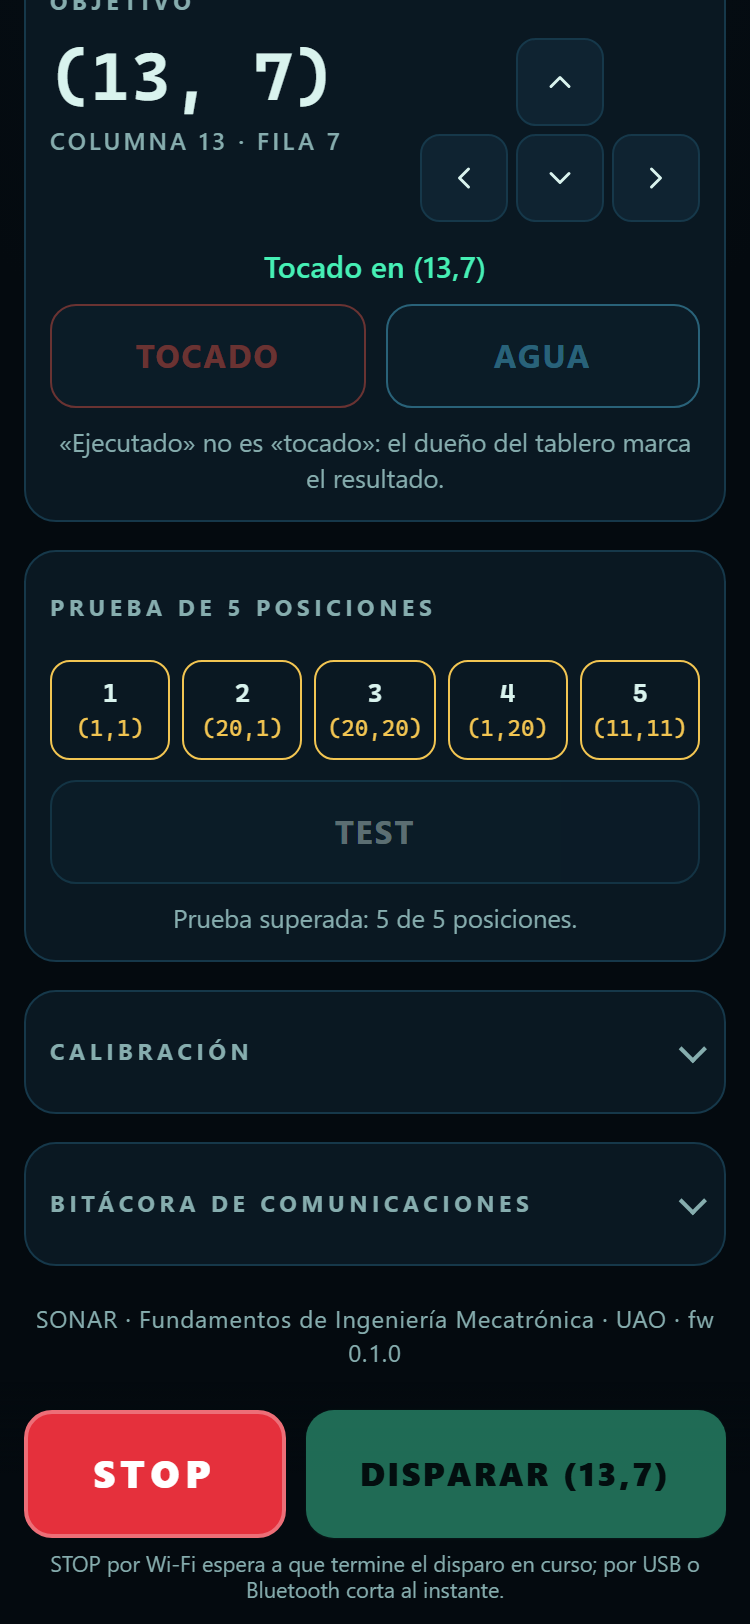 OBJETIVO
(13, 7)
COLUMNA 13 · FILA 7
Tocado en (13,7)
TOCADO
AGUA
«Ejecutado» no es «tocado»: el dueño del tablero marca
el resultado.
PRUEBA DE 5 POSICIONES
1
(1,1)
2
(20,1)
3
(20,20)
4
(1,20)
5
(11,11)
TEST
Prueba superada: 5 de 5 posiciones.
CALIBRACIÓN
BITÁCORA DE COMUNICACIONES
SONAR · Fundamentos de Ingeniería Mecatrónica · UAO · fw
0.1.0
STOP
DISPARAR (13,7)
STOP por Wi-Fi espera a que termine el disparo en curso; por USB o
Bluetooth corta al instante.